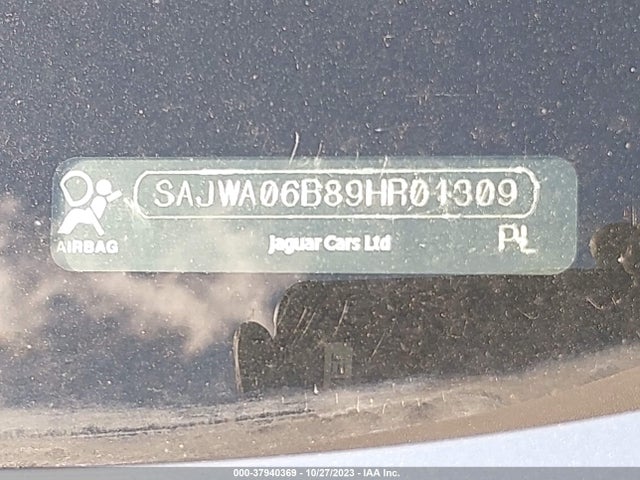 SAJWA06B89HR01309
AIRBAG
Jaguar Cars Ltd
PL
000-37940369 - 10/27/2023 - IAA Inc.